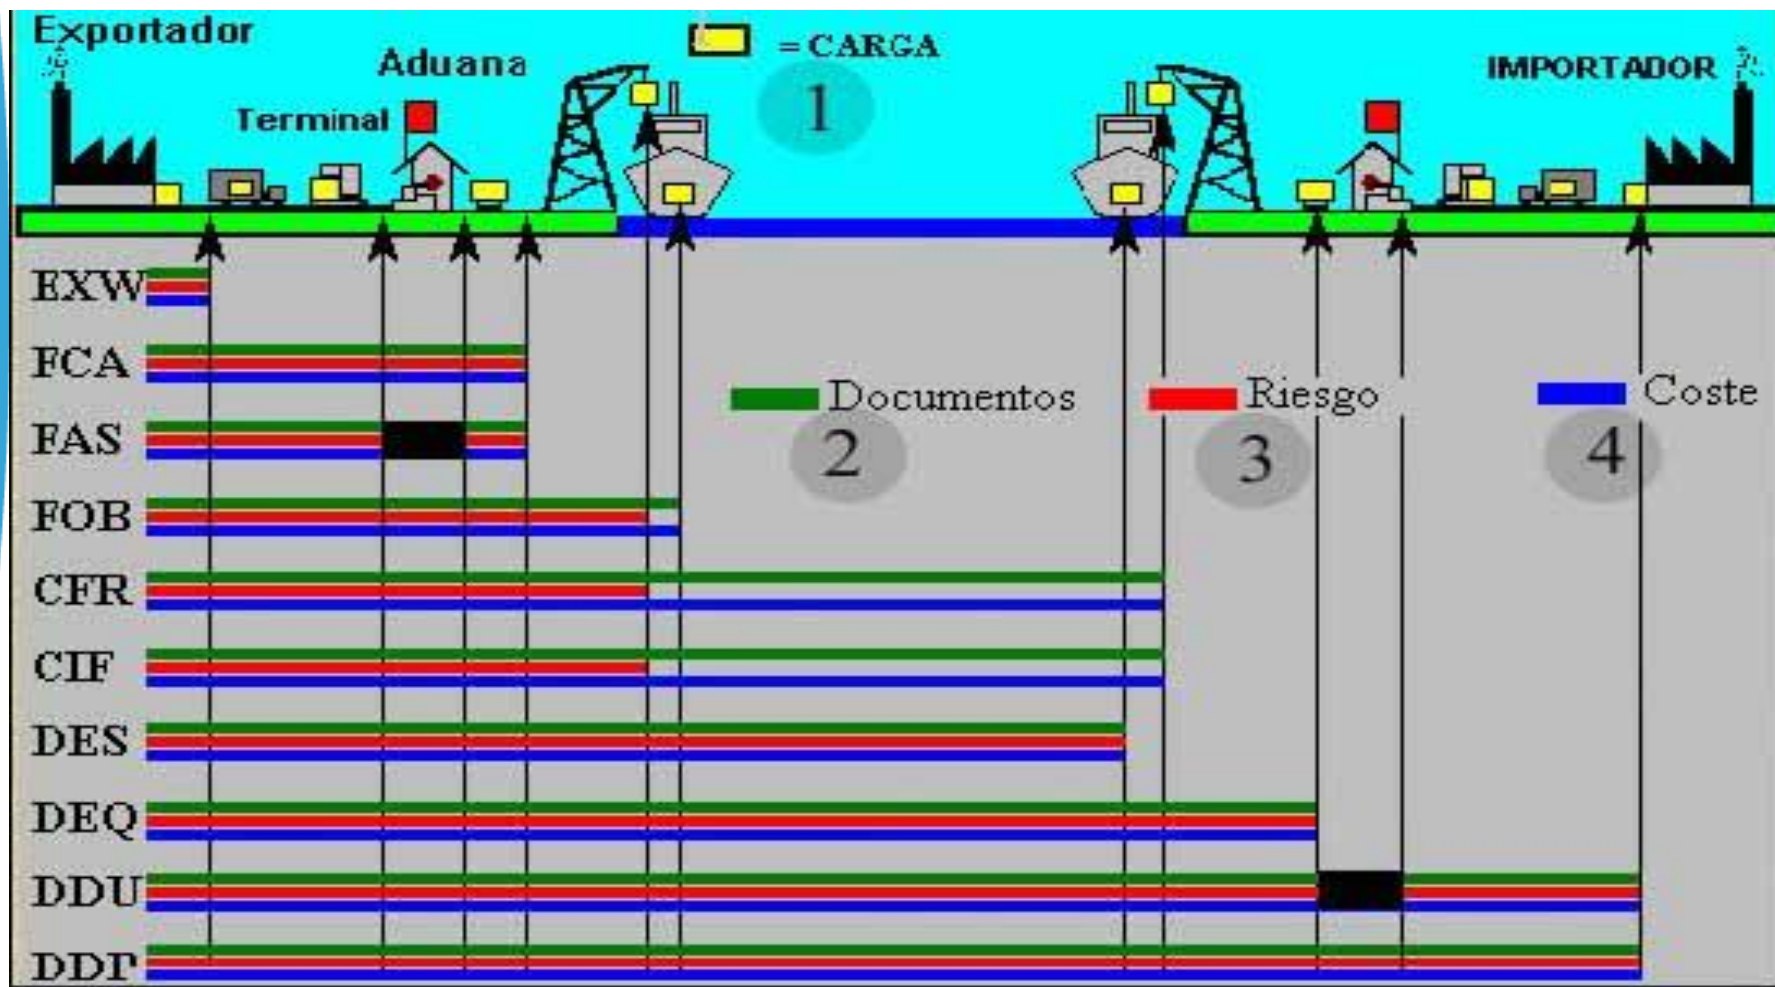 Exportador
= CARGA
1
Aduana
Terminal
IMPORTADOR
EXW
FCA
Documentos
Riesgo
Coste
2
3
4
FAS
FOB
CFR
CIF
DES
DEQ
DDU
DDP